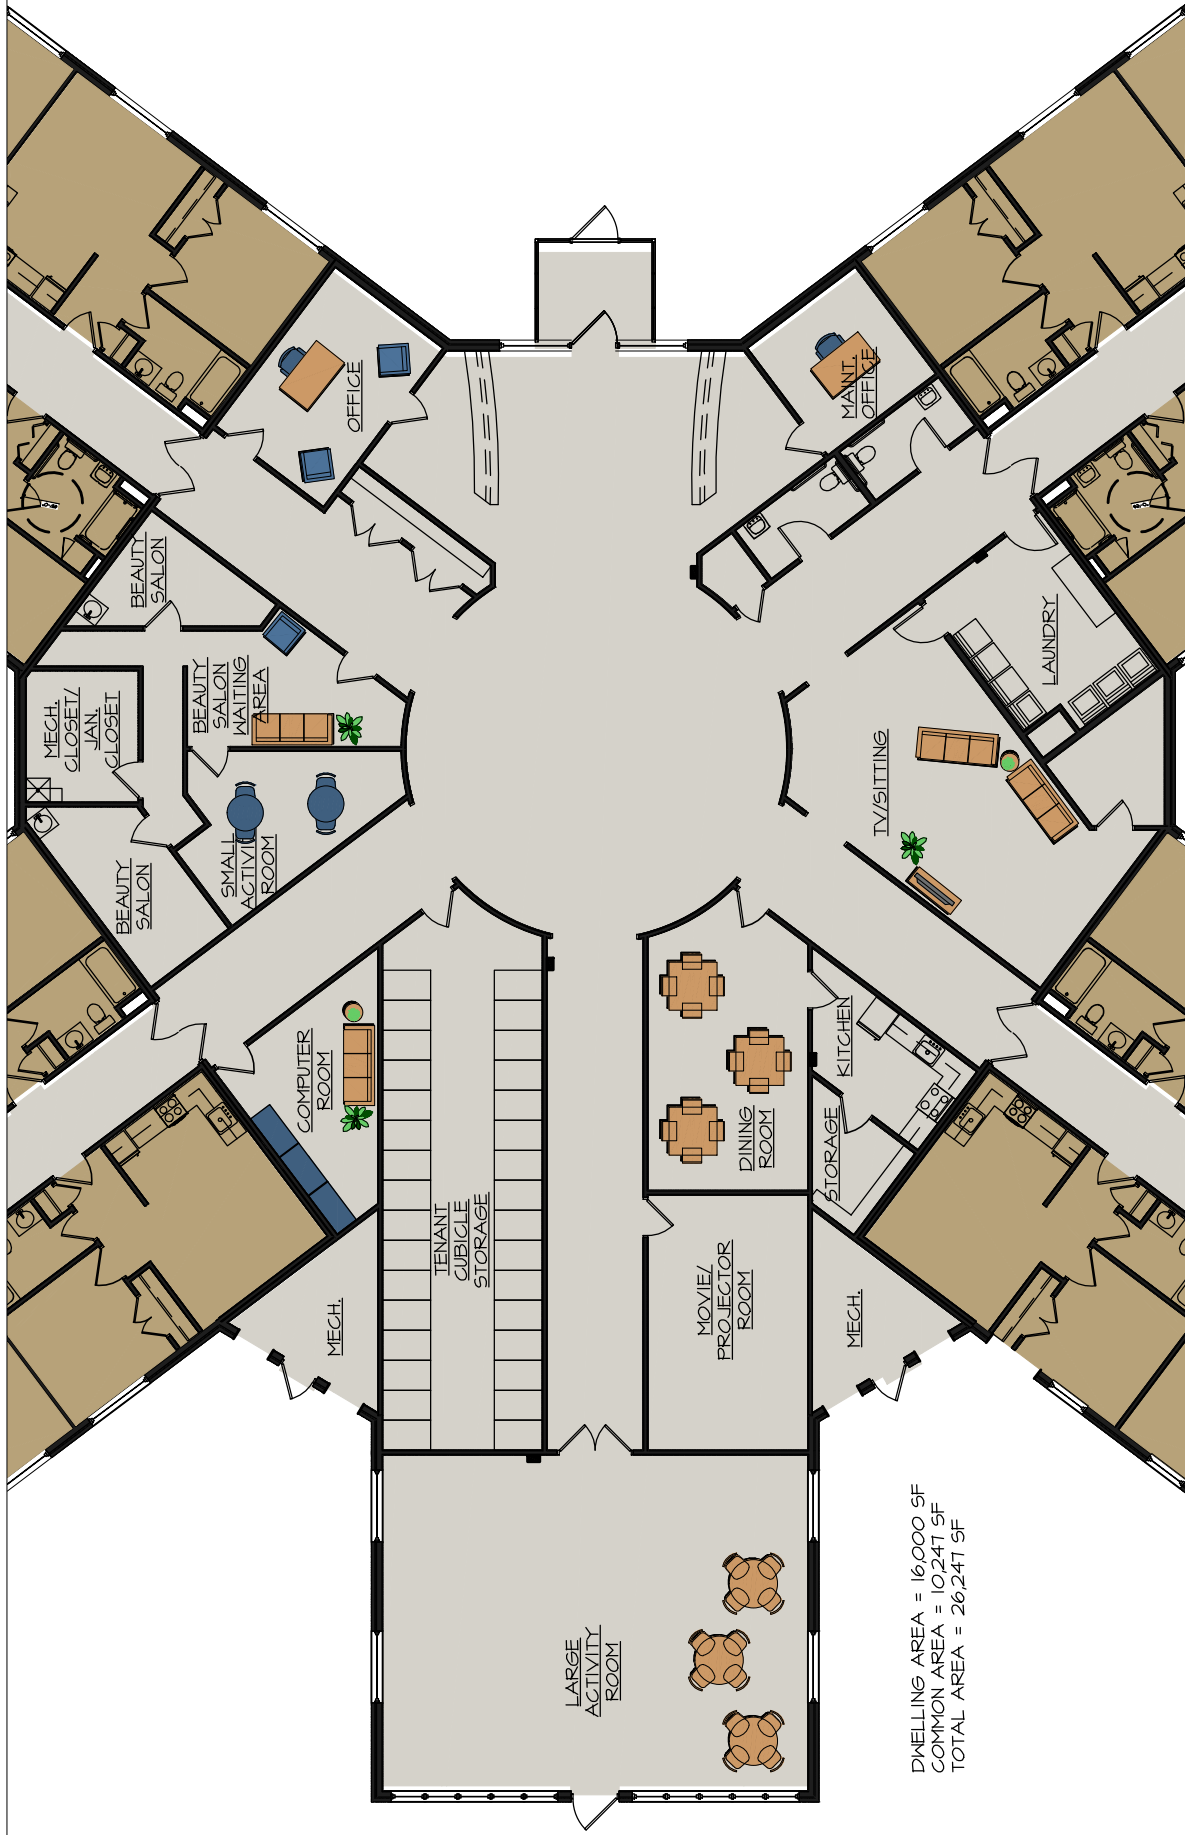 OFFICE
MAINT.
OFFICE
BEAUTY
SALON
BEAUTY
SALON
WAITING
AREA
MECH.
CLOSET/
JAN.
CLOSET
LAUNDRY
TV/SITTING
SMALL
ACTIVITY
ROOM
BEAUTY
SALON
COMPUTER
ROOM
KITCHEN
DINING
ROOM
STORAGE
TENANT
CUBICLE
STORAGE
MECH.
MOVIE/
PROJECTOR
ROOM
MECH.
LARGE
ACTIVITY
ROOM
DWELLING AREA = 16,000 SF
COMMON AREA = 10,247 SF
TOTAL AREA = 26,247 SF